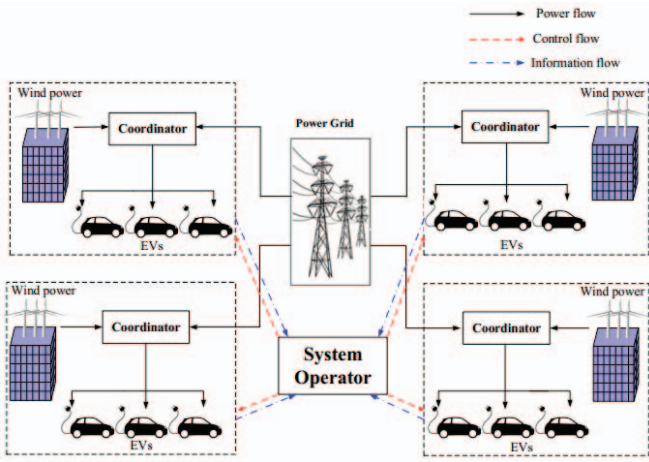 Power flow
Control flow
Information flow
Wind power
Coordinator
EVs
Power Grid
Wind power
Coordinator
EVs
Wind power
Coordinator
EVs
System
Operator
Wind power
Coordinator
EVs